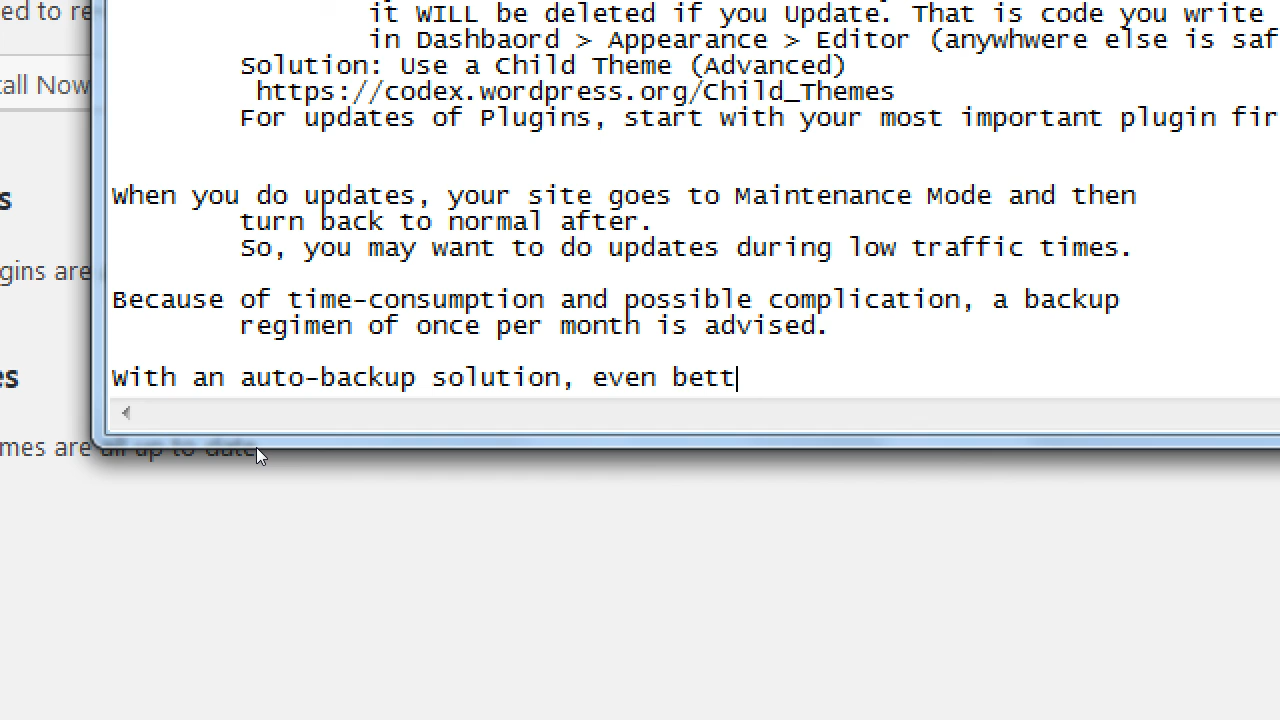 ed to re
it WILL be deleted if you Update. That is code you write
in Dashbaord > Appearance > Editor (anywhwere else is saf
Solution: Use a Child Theme (Advanced)
tall Now
https://codex.wordpress.org/Child_Themes
For updates of Plugins, start with your most important plugin fir
s
When you do updates, your site goes to Maintenance Mode and then
turn back to normal after.
So, you may want to do updates during low traffic times.
gins are
Because of time-consumption and possible complication, a backup
regimen of once per month is advised.
es
With an auto-backup solution, even bett
mes are all up to date.